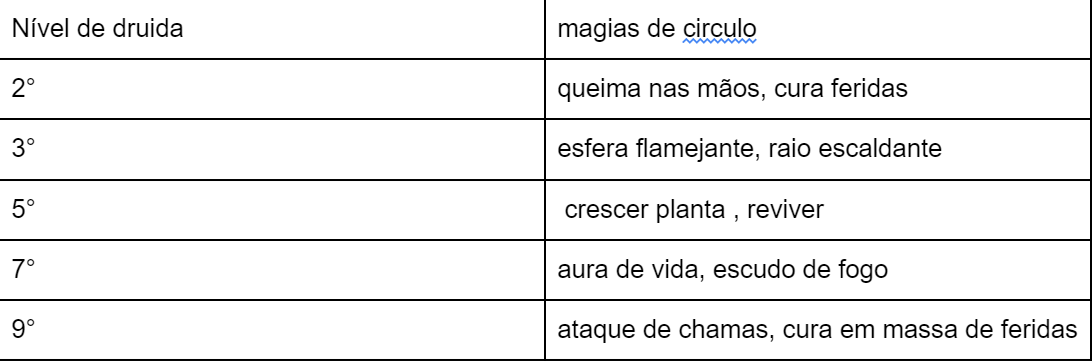 Nível de druida magias de circulo
2° queima nas mãos, cura feridas
3° esfera flamejante, raio escaldante
5° crescer planta , reviver
7° aura de vida, escudo de fogo
9° ataque de chamas, cura em massa de feridas